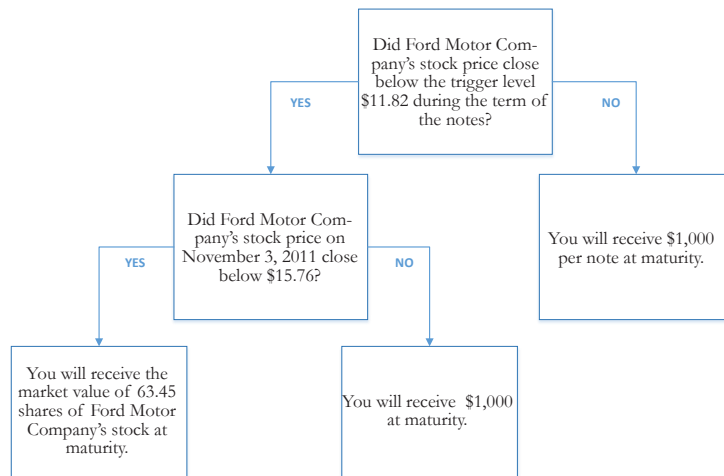 Did Ford Motor Com-
pany's stock price close
below the trigger level
$11.82 during the term of
the notes?
YES
NO
Did Ford Motor Com-
pany's stock price on
November 3, 2011 close
below $15.76?
You will receive $1,000
per note at maturity.
YES
NO
You will receive the
market value of 63.45
shares of Ford Motor
Company's stock at
maturity.
You will receive $1,000
at maturity.